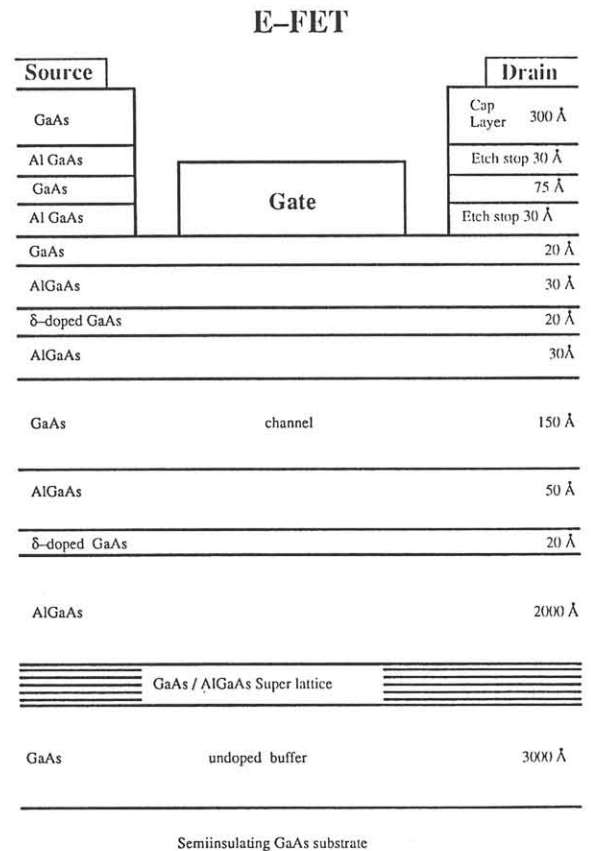 E–FET
Source Drain
GaAs Cap Layer 300 Å
Al GaAs Etch stop 30 Å
GaAs 75 Å
Gate
Al GaAs Etch stop 30 Å
GaAs 20 Å
AlGaAs 30 Å
δ–doped GaAs 20 Å
AlGaAs 30Å
GaAs channel 150 Å
AlGaAs 50 Å
δ–doped GaAs 20 Å
AlGaAs 2000 Å
GaAs / AlGaAs Super lattice
GaAs undoped buffer 3000 Å
Semiinsulating GaAs substrate